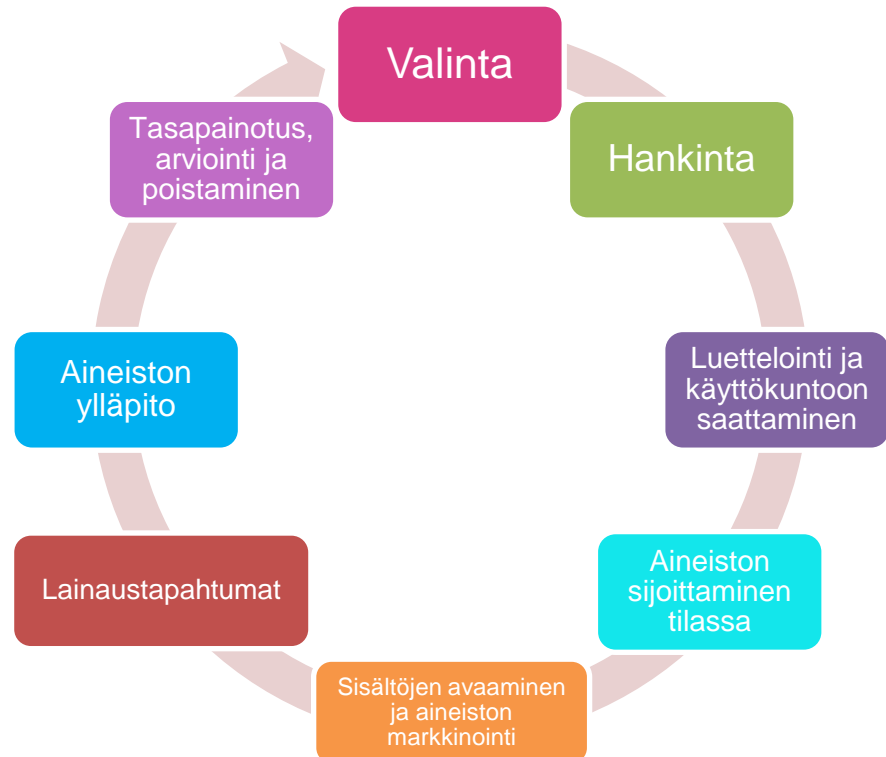 Valinta
Hankinta
Luettelointi ja
käyttökuntoon
saattaminen
Aineiston
sijoittaminen
tilassa
Sisältöjen avaaminen
ja aineiston
markkinointi
Lainaustapahtumat
Aineiston
ylläpito
Tasapainotus,
arviointi ja
poistaminen